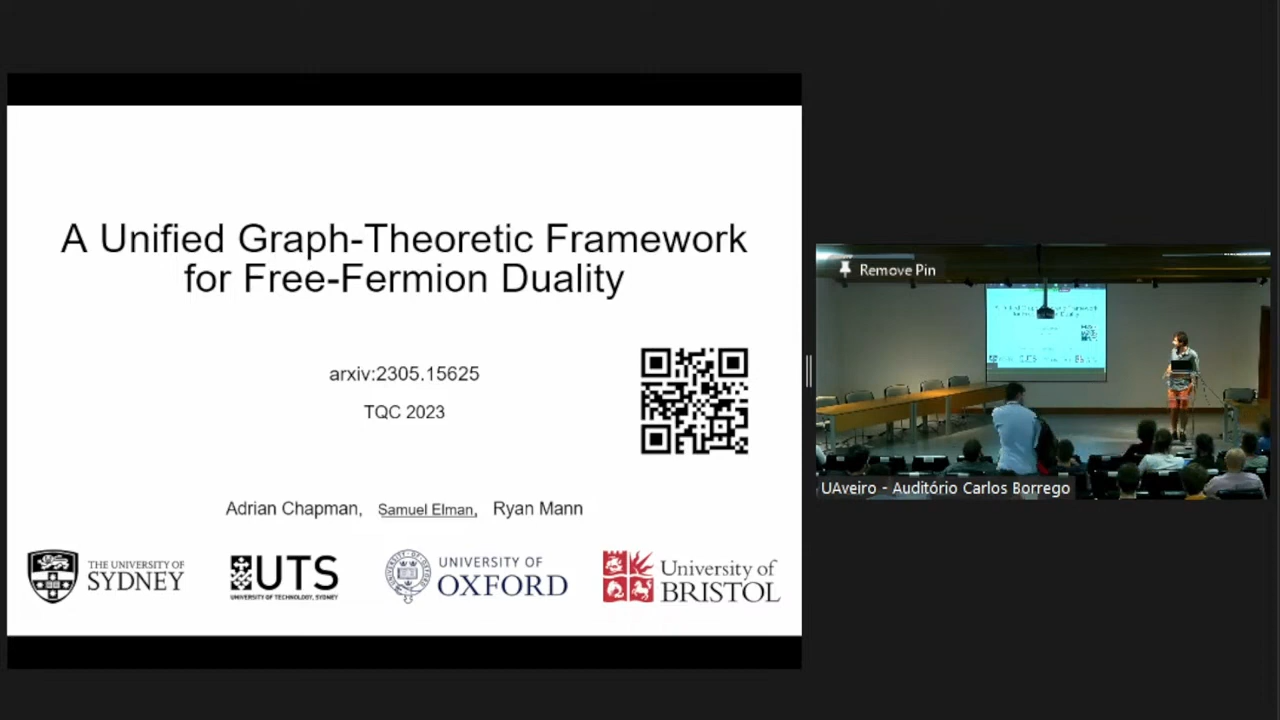 A Unified Graph-Theoretic Framework
for Free-Fermion Duality
arxiv:2305.15625
TQC 2023
Adrian Chapman, Samuel Elman, Ryan Mann
THE UNIVERSITY OF
SYDNEY
UTS
UNIVERSITY OF TECHNOLOGY, SYDNEY
UNIVERSITY OF
OXFORD
University of
BRISTOL
Remove Pin
UAveiro - Auditório Carlos Borrego